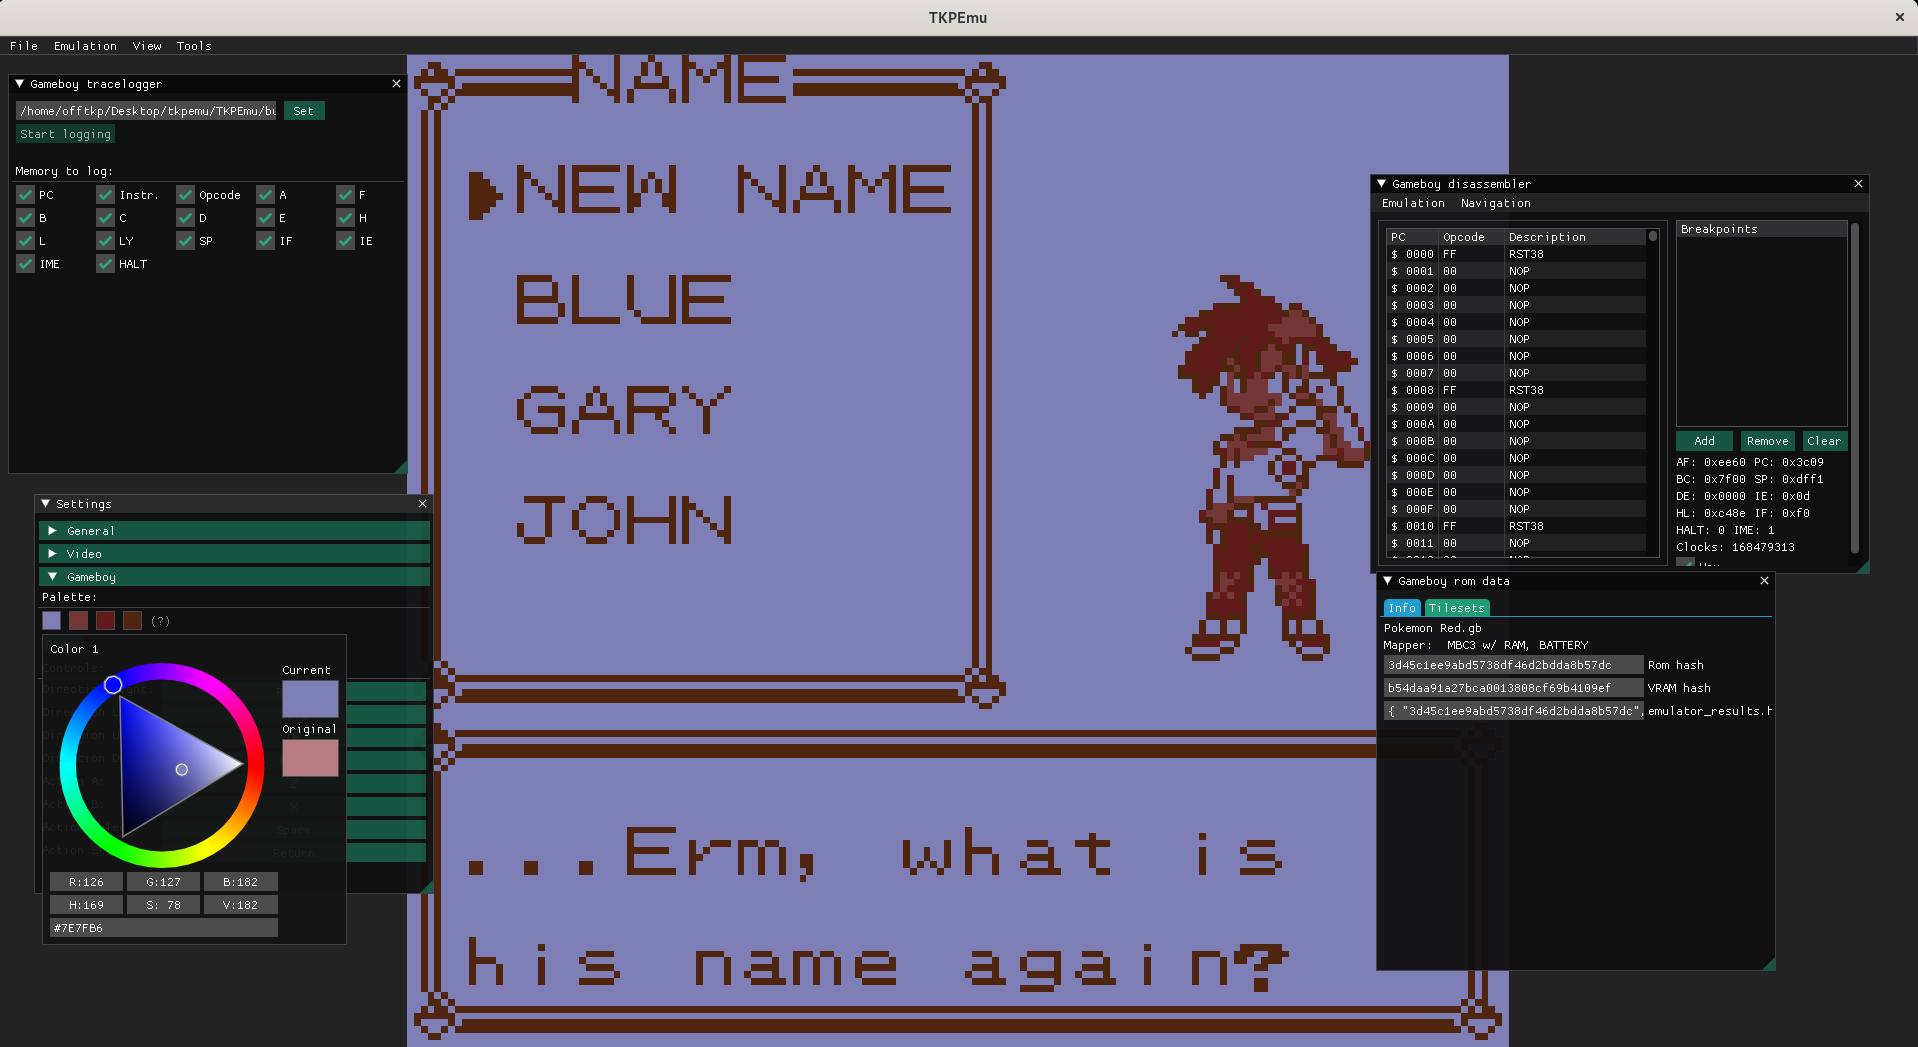 TKPEmu
File Emulation View Tools
Gameboy tracelogger
/home/offtkp/Desktop/tkpemu/TKPEmu/bu Set
Start logging
Memory to log:
PC Instr. Opcode A F
B C D E H
L LY SP IF IE
IME HALT
Settings
General
Video
Gameboy
Palette:
(?)
Color 1
Current
Original
Space
Return
R:126 G:127 B:182
H:169 S: 78 V:182
#7E7FB6
NAME
NEW NAME
BLUE
GARY
JOHN
...Erm, what is
his name again?
Gameboy disassembler
Emulation Navigation
PC Opcode Description
$ 0000 FF RST38
$ 0001 00 NOP
$ 0002 00 NOP
$ 0003 00 NOP
$ 0004 00 NOP
$ 0005 00 NOP
$ 0006 00 NOP
$ 0007 00 NOP
$ 0008 FF RST38
$ 0009 00 NOP
$ 000A 00 NOP
$ 000B 00 NOP
$ 000C 00 NOP
$ 000D 00 NOP
$ 000E 00 NOP
$ 000F 00 NOP
$ 0010 FF RST38
$ 0011 00 NOP
Breakpoints
Add Remove Clear
AF: 0xee60 PC: 0x3c09
BC: 0x7f00 SP: 0xdff1
DE: 0x0000 IE: 0x0d
HL: 0xc48e IF: 0xf0
HALT: 0 IME: 1
Clocks: 168479313
Gameboy rom data
Info Tilesets
Pokemon Red.gb
Mapper: MBC3 w/ RAM, BATTERY
3d45c1ee9abd5738df46d2bdda8b57dc Rom hash
b54daa91a27bca0013808cf69b4109ef VRAM hash
{ "3d45c1ee9abd5738df46d2bdda8b57dc", emulator_results.h